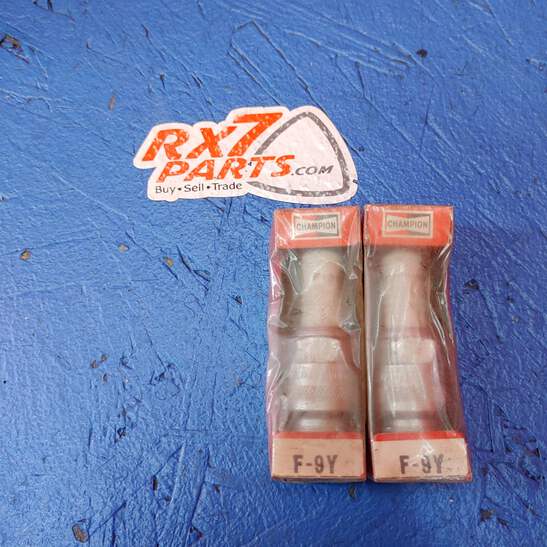 RX7
PARTS.COM
Buy • Sell • Trade
CHAMPION
CHAMPION
F-9Y
F-9Y